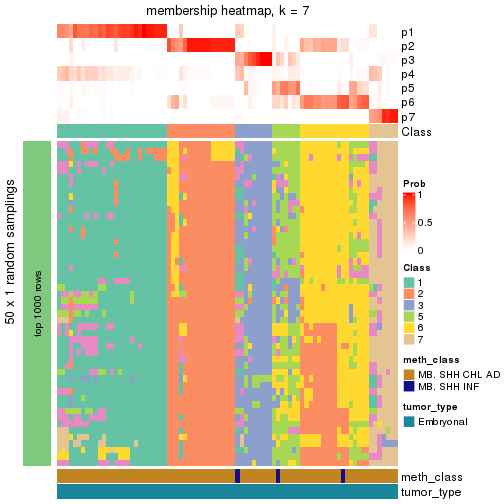 membership heatmap, k = 7
p1
p2
p3
p4
p5
p6
p7
Class
50 x 1 random samplings
top 1000 rows
meth_class
tumor_type
Prob
1
0.5
0
Class
1
2
3
5
6
7
meth_class
MB. SHH CHL AD
MB. SHH INF
tumor_type
Embryonal